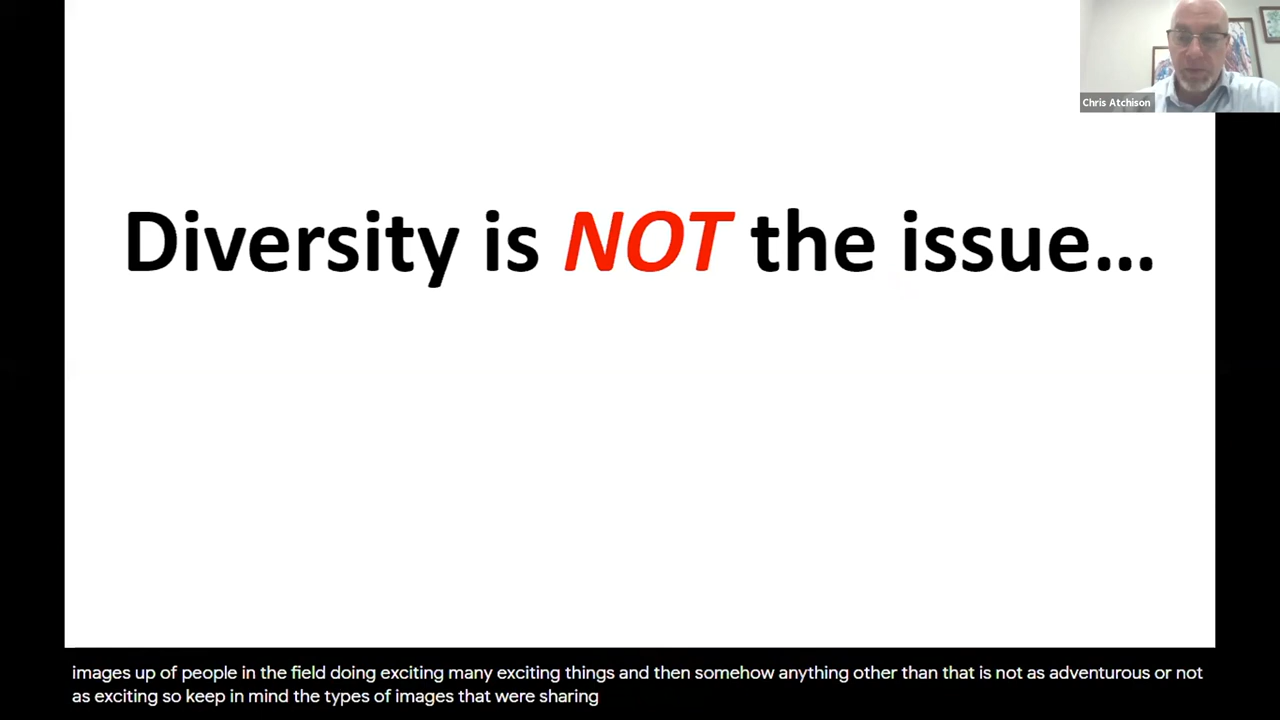 Chris Atchison
Diversity is NOT the issue...
images up of people in the field doing exciting many exciting things and then somehow anything other than that is not as adventurous or not
as exciting so keep in mind the types of images that were sharing